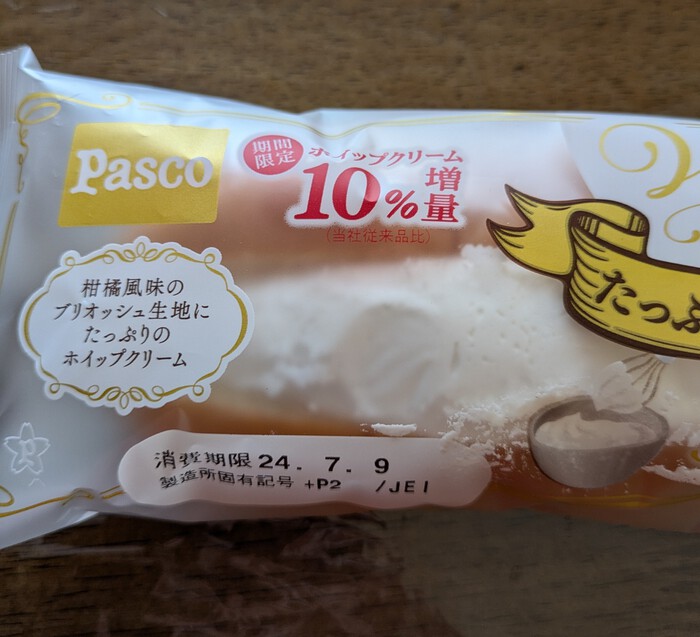 Pasco
期間
限定
ホイップクリーム
10%増量
(当社従来品比)
柑橘風味の
ブリオッシュ生地に
たっぷりの
ホイップクリーム
たっぷ
消費期限 24. 7. 9
製造所固有記号 +P2 /JE1